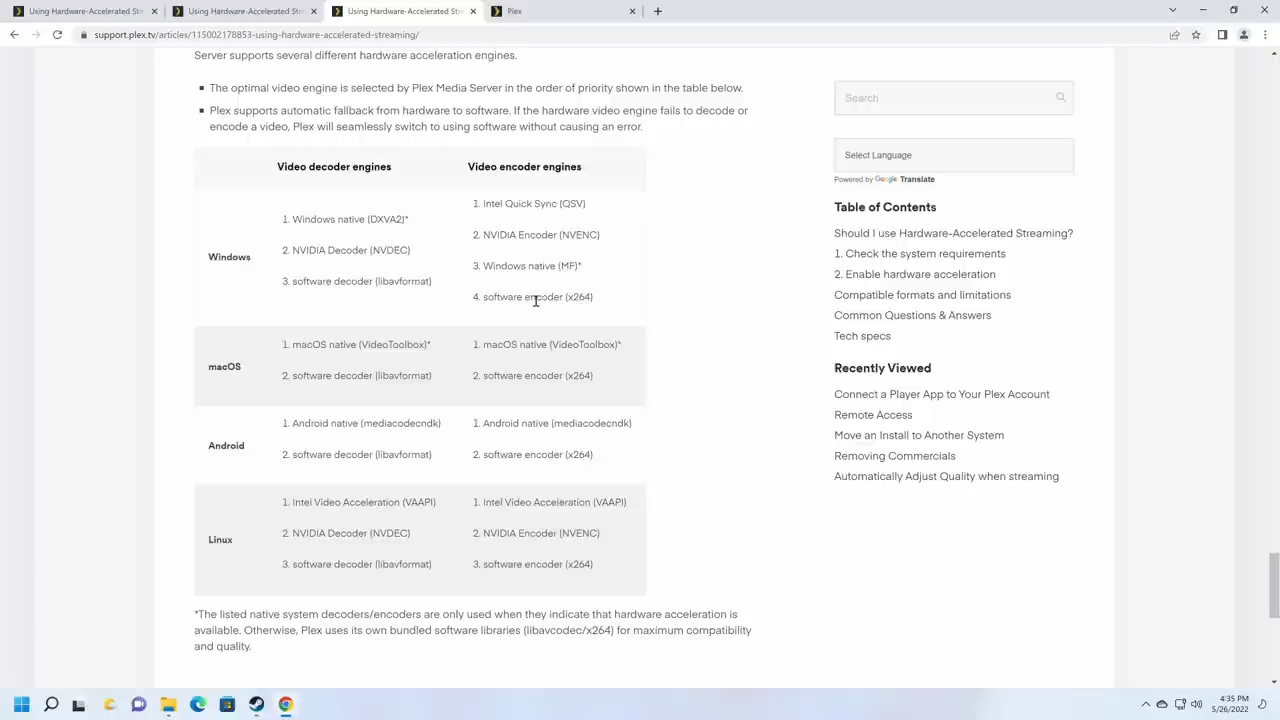 Using Hardware-Accelerated Str
Using Hardware-Accelerated Str
Using Hardware-Accelerated Str
Plex
support.plex.tv/articles/115002178853-using-hardware-accelerated-streaming/
Server supports several different hardware acceleration engines.
The optimal video engine is selected by Plex Media Server in the order of priority shown in the table below.
Plex supports automatic fallback from hardware to software. If the hardware video engine fails to decode or
encode a video, Plex will seamlessly switch to using software without causing an error.
Video decoder engines Video encoder engines
Windows
1. Windows native (DXVA2)*
2. NVIDIA Decoder (NVDEC)
3. software decoder (libavformat)
1. Intel Quick Sync (QSV)
2. NVIDIA Encoder (NVENC)
3. Windows native (MF)*
4. software encoder (x264)
macOS
1. macOS native (VideoToolbox)*
2. software decoder (libavformat)
1. macOS native (VideoToolbox)*
2. software encoder (x264)
Android
1. Android native (mediacodecndk)
2. software decoder (libavformat)
1. Android native (mediacodecndk)
2. software encoder (x264)
Linux
1. Intel Video Acceleration (VAAPI)
2. NVIDIA Decoder (NVDEC)
3. software decoder (libavformat)
1. Intel Video Acceleration (VAAPI)
2. NVIDIA Encoder (NVENC)
3. software encoder (x264)
*The listed native system decoders/encoders are only used when they indicate that hardware acceleration is
available. Otherwise, Plex uses its own bundled software libraries (libavcodec/x264) for maximum compatibility
and quality.
Search
Select Language
Powered by Google Translate
Table of Contents
Should I use Hardware-Accelerated Streaming?
1. Check the system requirements
2. Enable hardware acceleration
Compatible formats and limitations
Common Questions & Answers
Tech specs
Recently Viewed
Connect a Player App to Your Plex Account
Remote Access
Move an Install to Another System
Removing Commercials
Automatically Adjust Quality when streaming
4:35 PM
5/26/2022